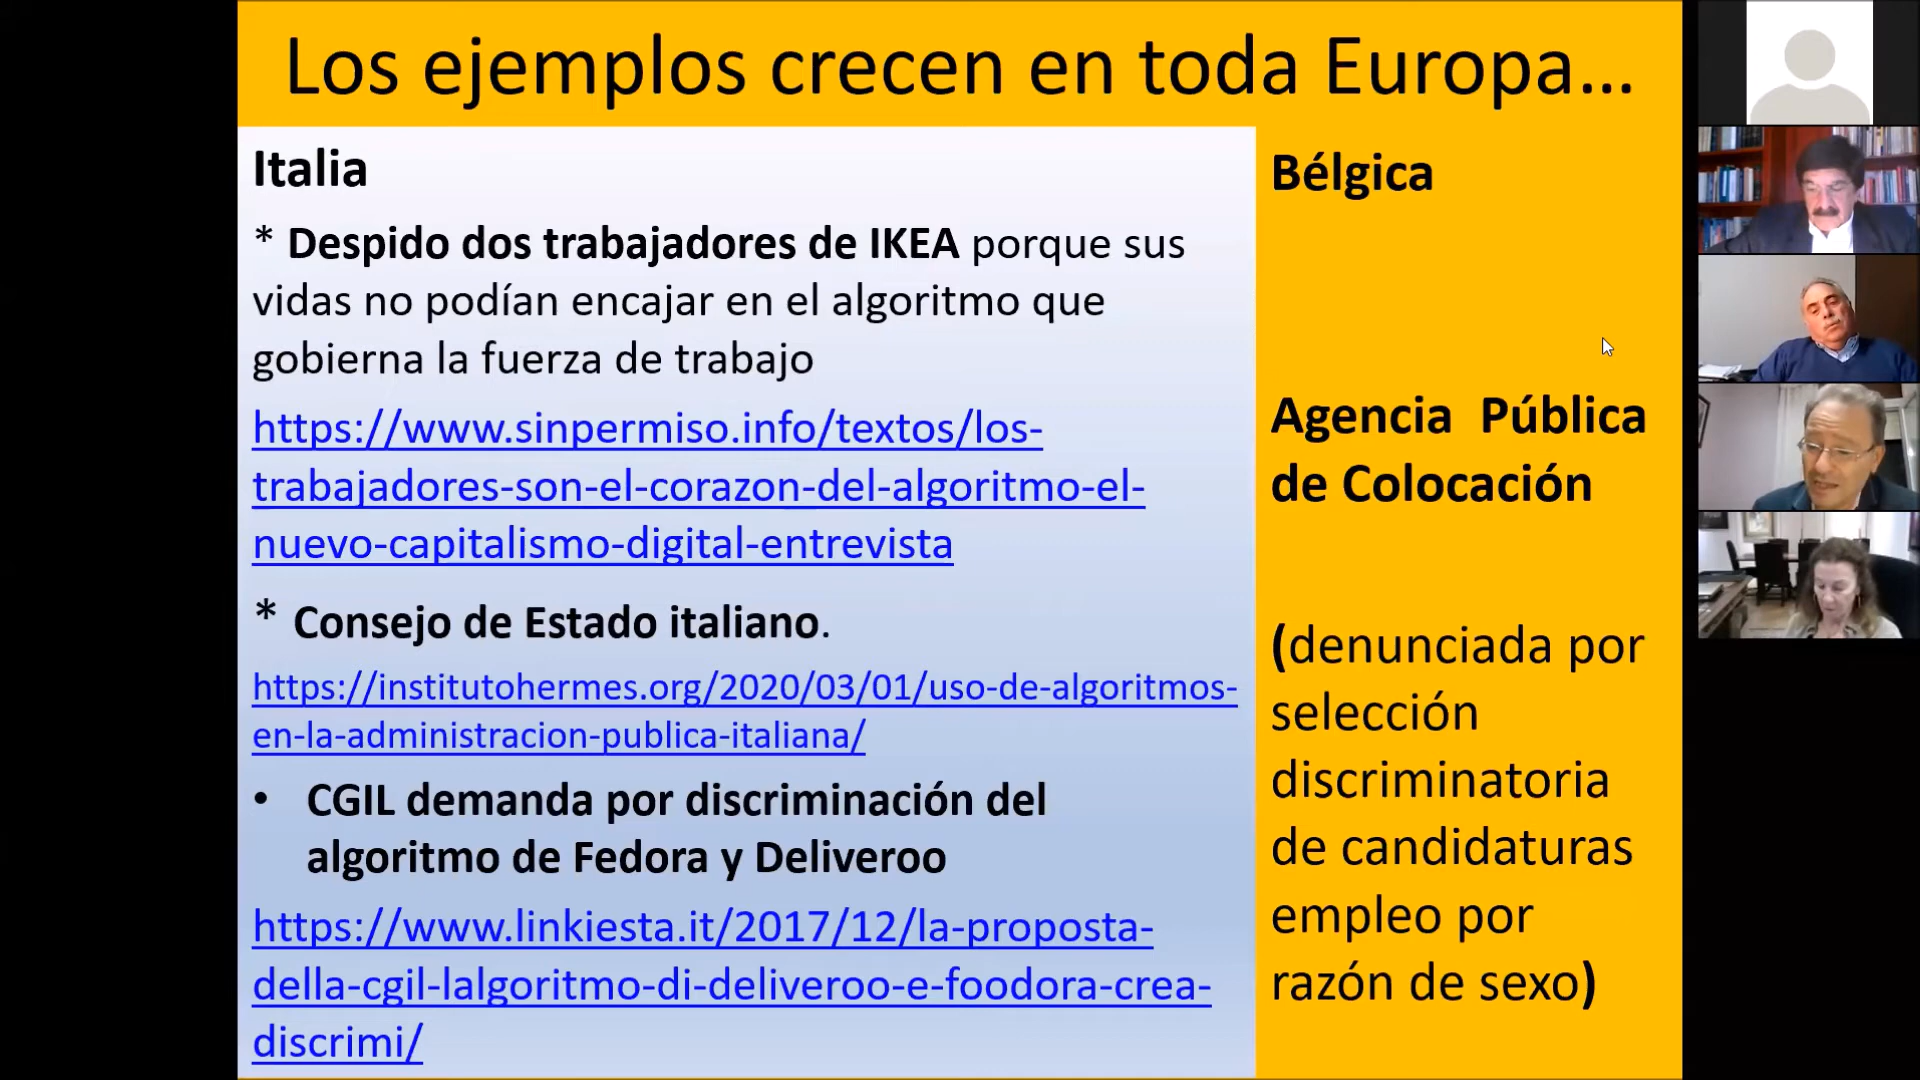 Los ejemplos crecen en toda Europa...
Italia
* Despido dos trabajadores de IKEA porque sus
vidas no podían encajar en el algoritmo que
gobierna la fuerza de trabajo
https://www.sinpermiso.info/textos/los-
trabajadores-son-el-corazon-del-algoritmo-el-
nuevo-capitalismo-digital-entrevista
* Consejo de Estado italiano.
https://institutohermes.org/2020/03/01/uso-de-algoritmos-
en-la-administracion-publica-italiana/
• CGIL demanda por discriminación del
algoritmo de Fedora y Deliveroo
https://www.linkiesta.it/2017/12/la-proposta-
della-cgil-lalgoritmo-di-deliveroo-e-foodora-crea-
discrimi/
Bélgica
Agencia Pública
de Colocación
(denunciada por
selección
discriminatoria
de candidaturas
empleo por
razón de sexo)